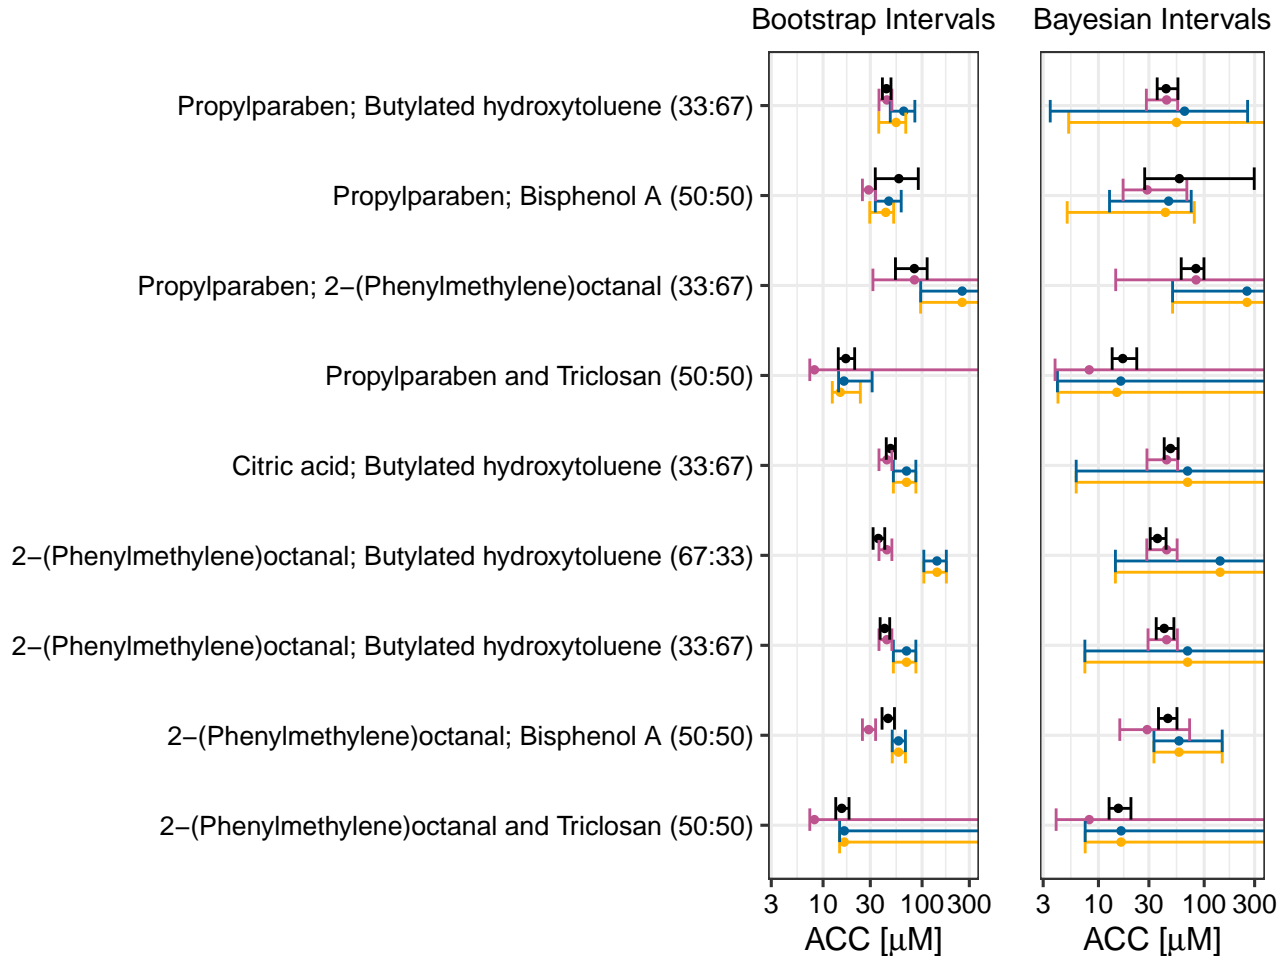 Bootstrap Intervals
Bayesian Intervals
Propylparaben; Butylated hydroxytoluene (33:67)
Propylparaben; Bisphenol A (50:50)
Propylparaben; 2−(Phenylmethylene)octanal (33:67)
Propylparaben and Triclosan (50:50)
Citric acid; Butylated hydroxytoluene (33:67)
2−(Phenylmethylene)octanal; Butylated hydroxytoluene (67:33)
2−(Phenylmethylene)octanal; Butylated hydroxytoluene (33:67)
2−(Phenylmethylene)octanal; Bisphenol A (50:50)
2−(Phenylmethylene)octanal and Triclosan (50:50)
3 10 30 100 300
3 10 30 100 300
ACC [μM]
ACC [μM]